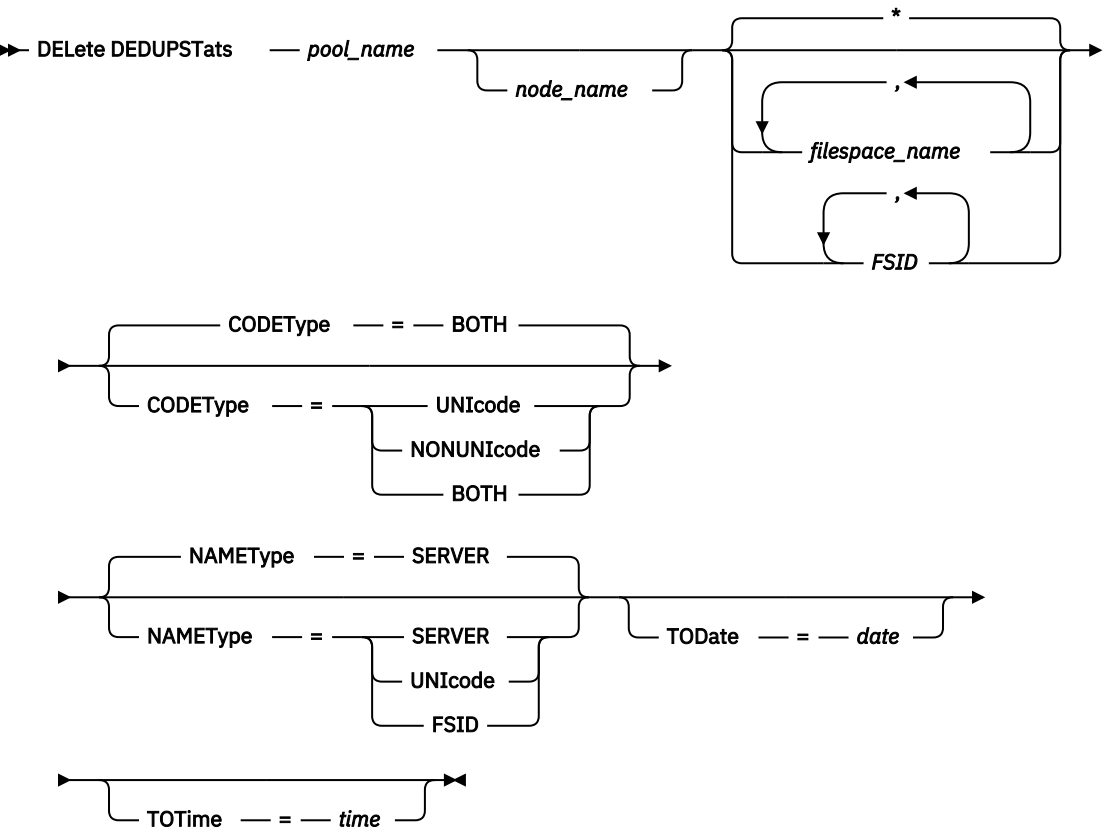 *
DELete DEDUPSTats pool_name
node_name
,
filespace_name
,
FSID
CODEType = BOTH
CODEType = UNIcode
NONUNIcode
BOTH
NAMEType = SERVER
NAMEType = SERVER
TODate = date
UNIcode
FSID
TOTime = time